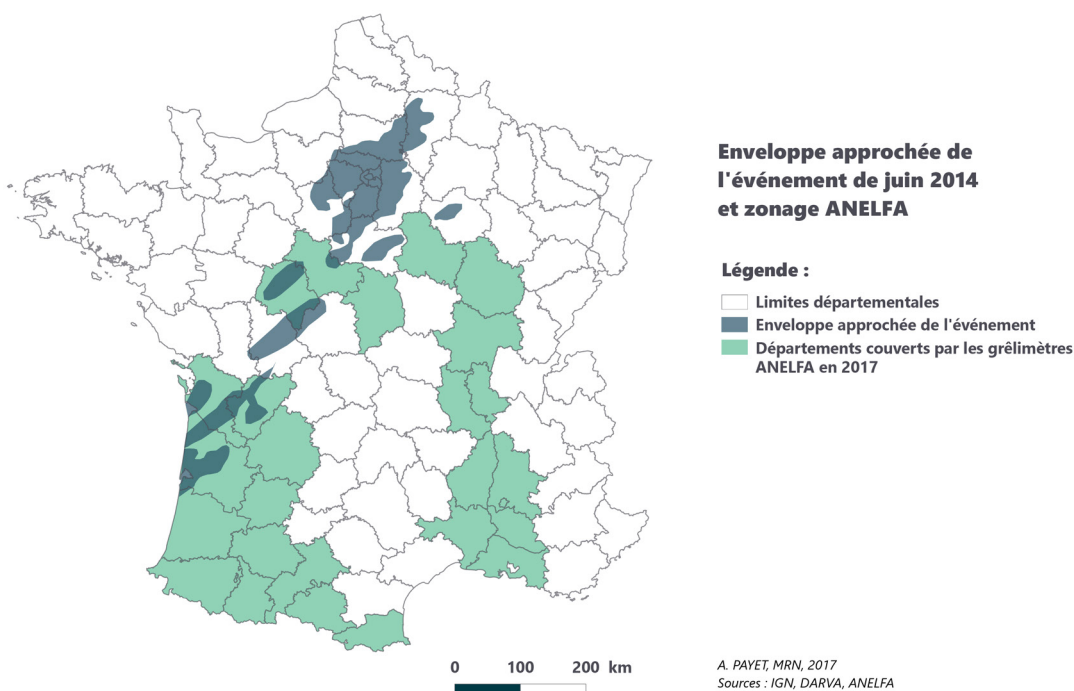 Enveloppe approchée de
l'événement de juin 2014
et zonage ANELFA
Légende :
Limites départementales
Enveloppe approchée de l'événement
Départements couverts par les grêlimètres
ANELFA en 2017
0 100 200 km
A. PAYET, MRN, 2017
Sources : IGN, DARVA, ANELFA